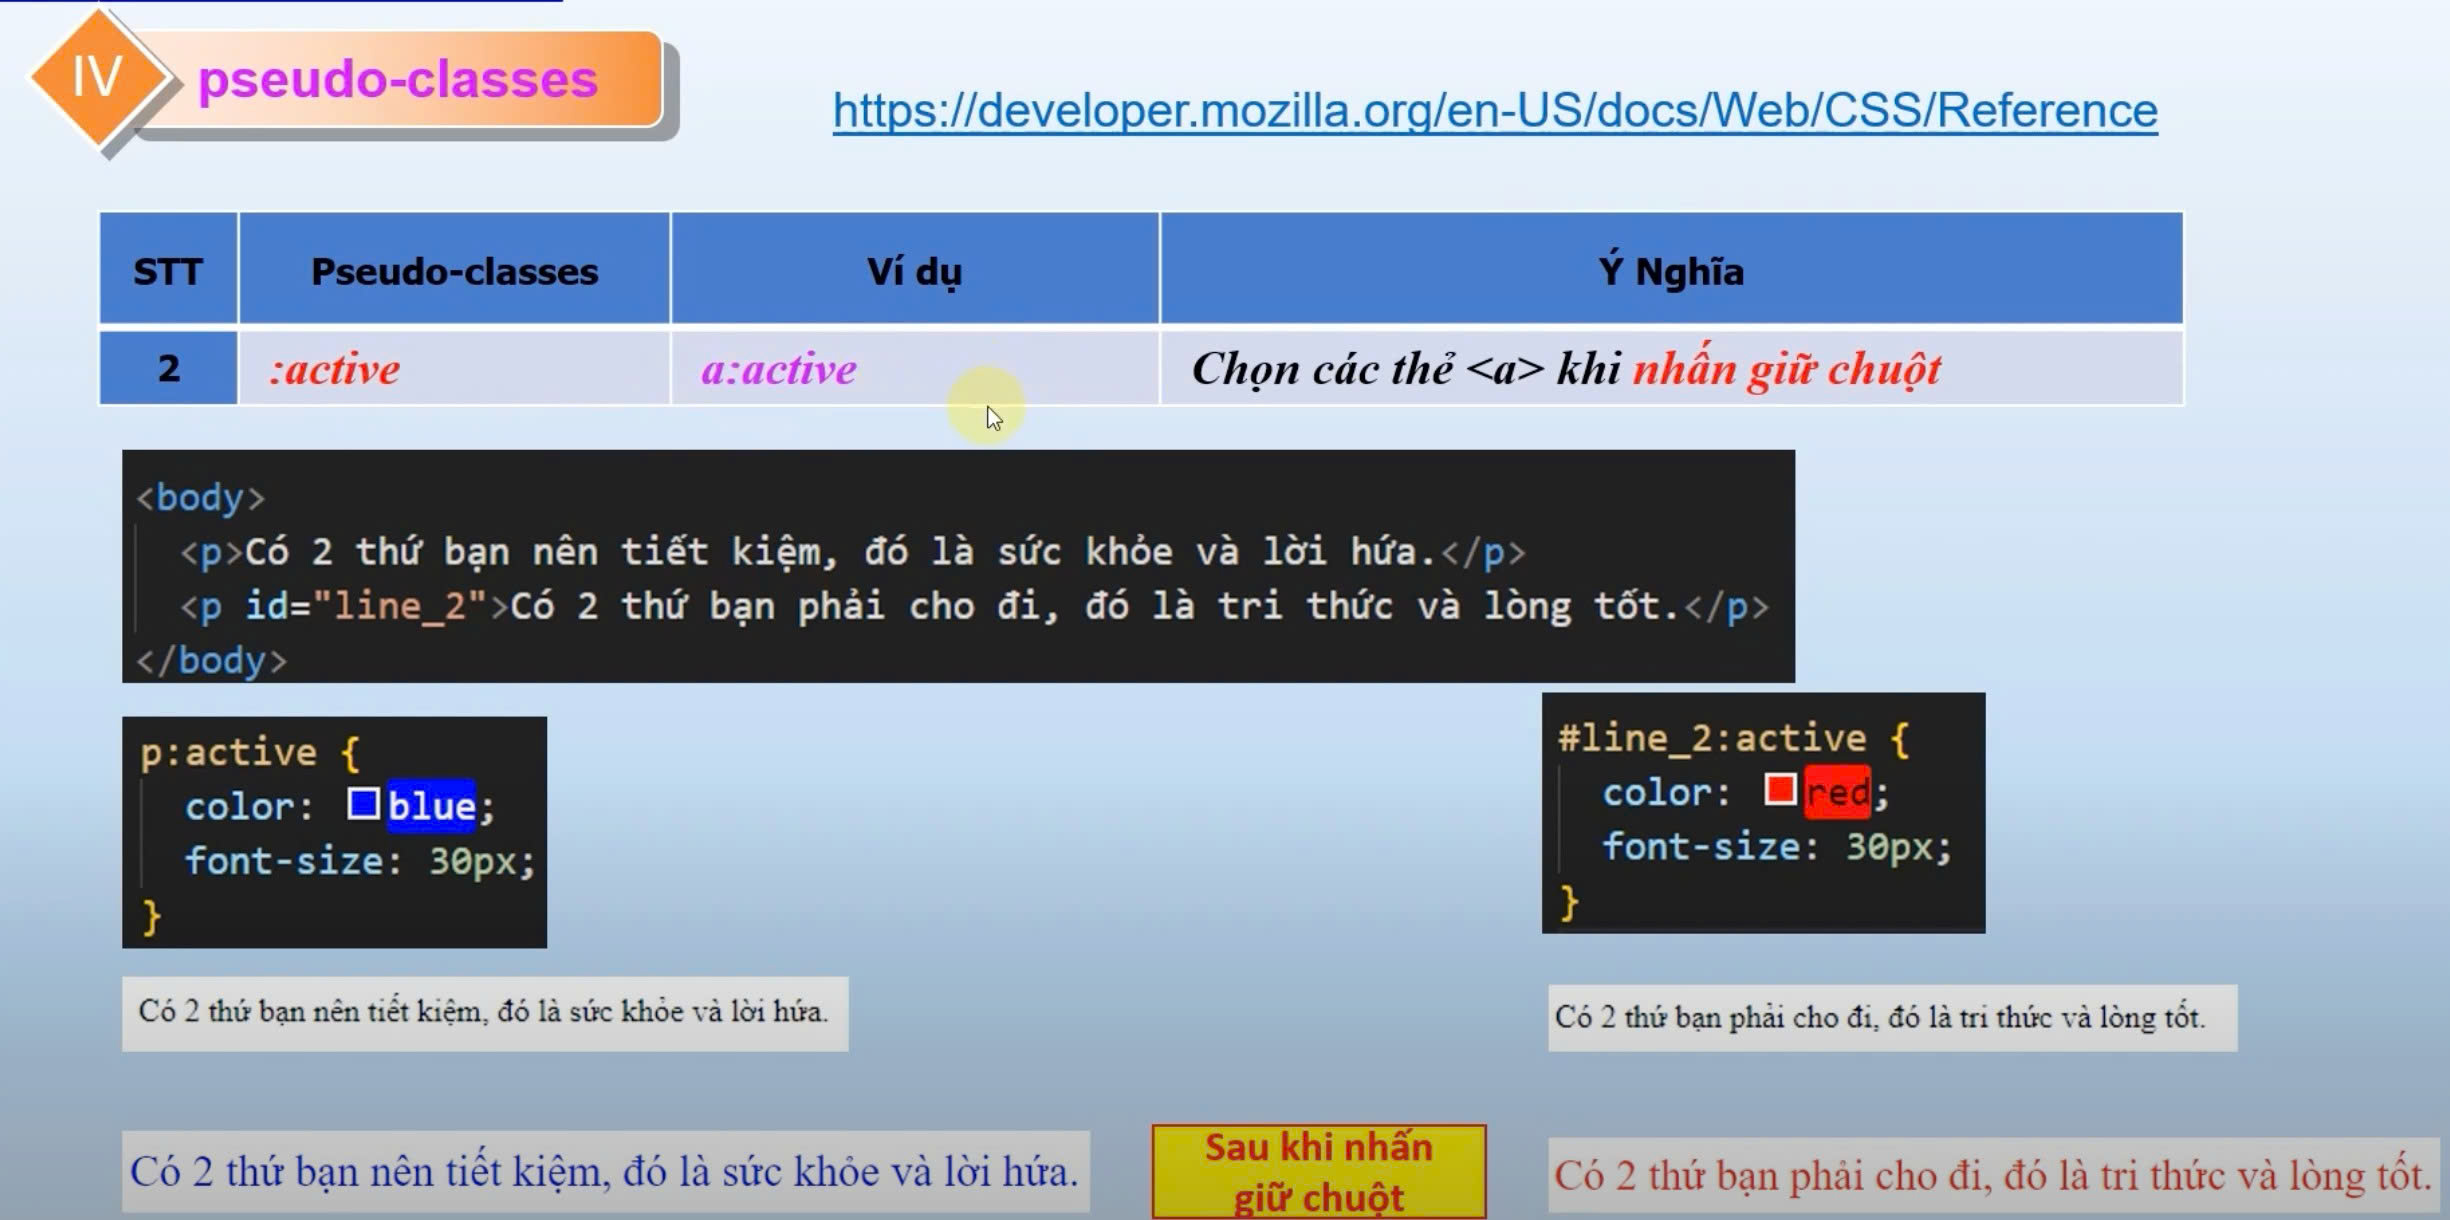 IV
pseudo-classes
https://developer.mozilla.org/en-US/docs/Web/CSS/Reference
STT Pseudo-classes Ví dụ Ý Nghĩa
2 :active a:active Chọn các thẻ <a> khi nhấn giữ chuột
<body>
<p>Có 2 thứ bạn nên tiết kiệm, đó là sức khỏe và lời hứa.</p>
<p id="line_2">Có 2 thứ bạn phải cho đi, đó là tri thức và lòng tốt.</p>
</body>
p:active {
color: blue;
font-size: 30px;
}
#line_2:active {
color: red;
font-size: 30px;
}
Có 2 thứ bạn nên tiết kiệm, đó là sức khỏe và lời hứa.
Có 2 thứ bạn phải cho đi, đó là tri thức và lòng tốt.
Có 2 thứ bạn nên tiết kiệm, đó là sức khỏe và lời hứa.
Sau khi nhấn
giữ chuột
Có 2 thứ bạn phải cho đi, đó là tri thức và lòng tốt.